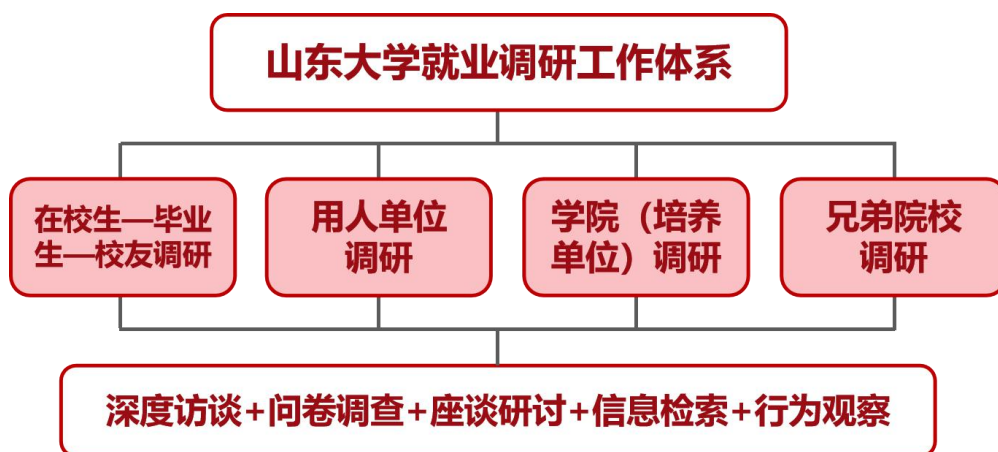 山东大学就业调研工作体系
在校生—毕业
生—校友调研
用人单位
调研
学院（培养
单位）调研
兄弟院校
调研
深度访谈+问卷调查+座谈研讨+信息检索+行为观察